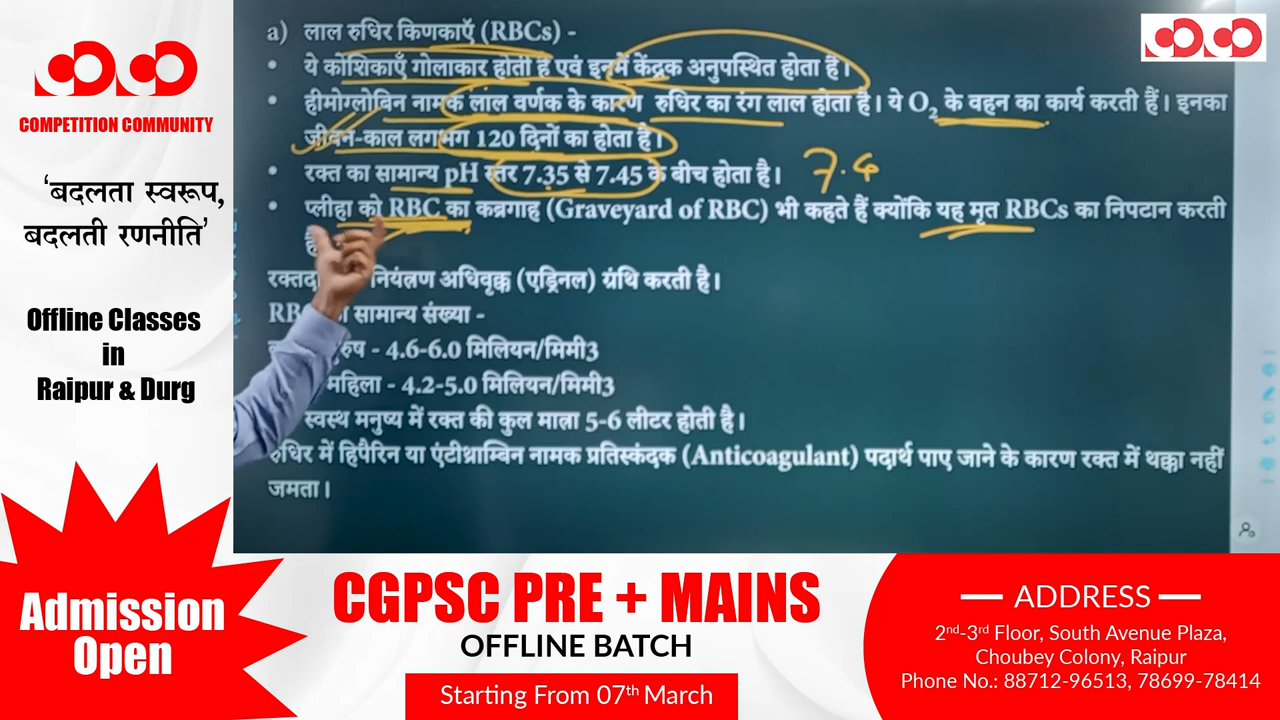 COMPETITION COMMUNITY
‘बदलता स्वरूप,
बदलती रणनीति’
Offline Classes
in
Raipur & Durg
Admission
Open
a) लाल रुधिर किणकाएँ (RBCs) -
• ये कोशिकाएँ गोलाकार होती हैं एवं इनमें केंद्रक अनुपस्थित होता है।
• हीमोग्लोबिन नामक लाल वर्णक के कारण रुधिर का रंग लाल होता है। ये O2 के वहन का कार्य करती हैं। इनका
जीवन-काल लगभग 120 दिनों का होता है।
• रक्त का सामान्य pH स्तर 7.35 से 7.45 के बीच होता है। 7.4
• प्लीहा को RBC का कब्रगाह (Graveyard of RBC) भी कहते हैं क्योंकि यह मृत RBCs का निपटान करती
रक्तदा नियंत्रण अधिवृक्क (एड्रिनल) ग्रंथि करती है।
सामान्य संख्या -
- 4.6-6.0 मिलियन/मिमी3
महिला - 4.2-5.0 मिलियन/मिमी3
स्वस्थ मनुष्य में रक्त की कुल मात्रा 5-6 लीटर होती है।
रुधिर में हिपैरिन या एंटीथ्राम्बिन नामक प्रतिस्कंदक (Anticoagulant) पदार्थ पाए जाने के कारण रक्त में थक्का नहीं
जमता।
CGPSC PRE + MAINS
OFFLINE BATCH
Starting From 07th March
ADDRESS
2nd-3rd Floor, South Avenue Plaza,
Choubey Colony, Raipur
Phone No.: 88712-96513, 78699-78414